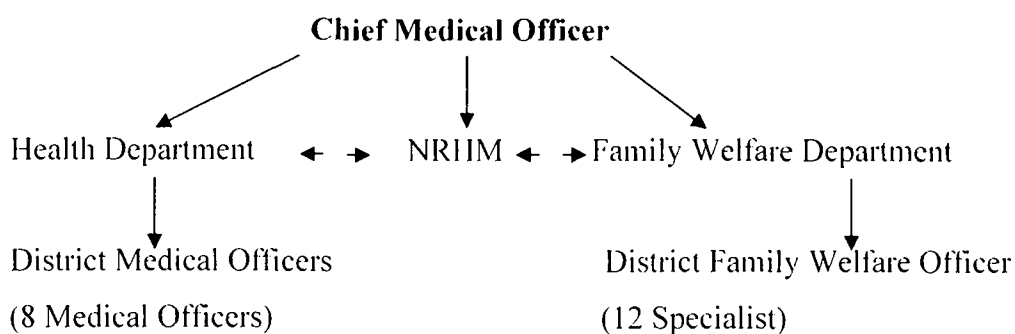 Chief Medical Officer
Health Department NRHM Family Welfare Department
District Medical Officers District Family Welfare Officer
(8 Medical Officers) (12 Specialist)